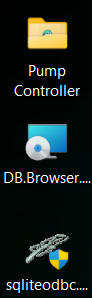 Pump
Controller
DB.Browser....
sqliteodbc....